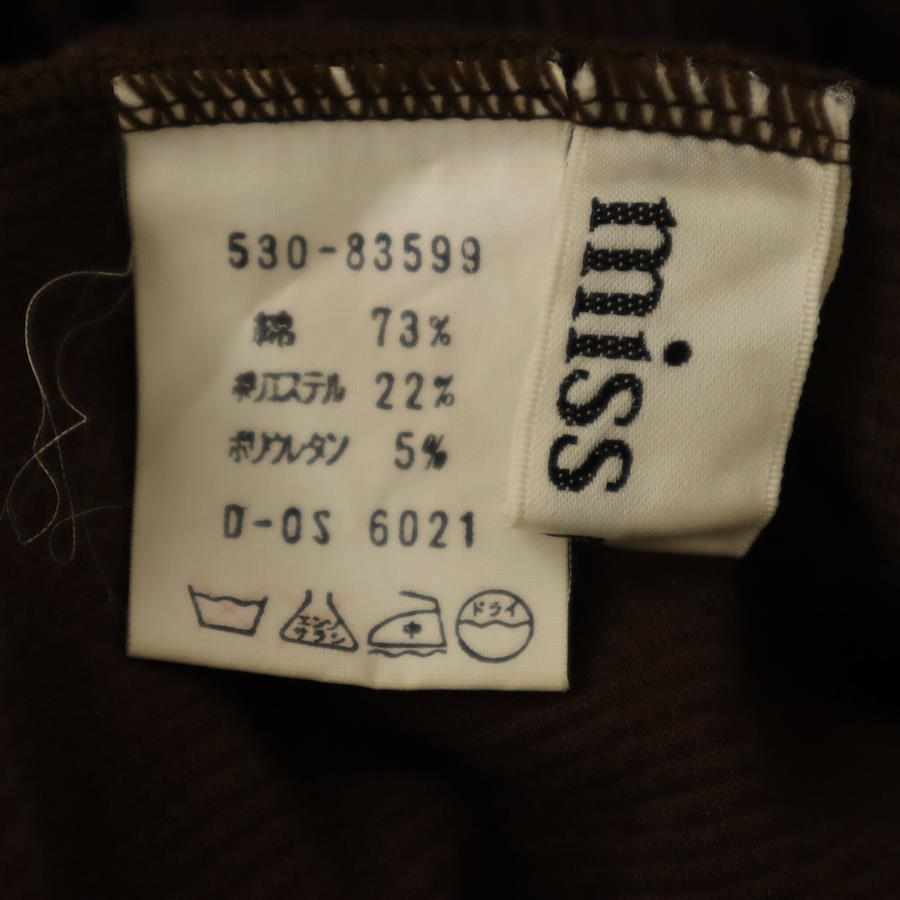 530-83599
綿 73%
ポリエステル 22%
ポリウレタン 5%
D-OS 6021
エンソ
サラシ
中
ドライ
miss